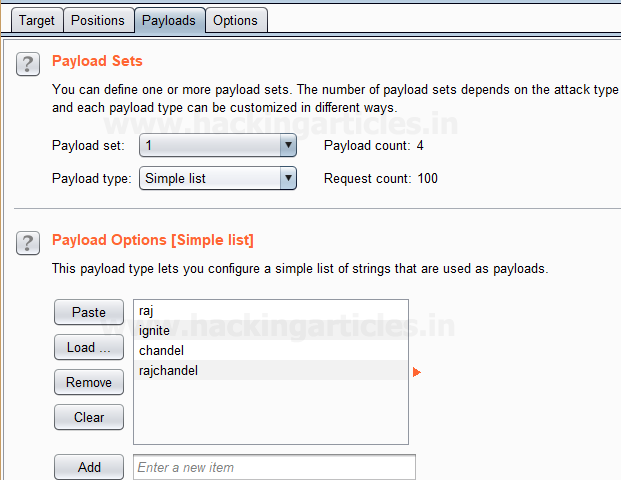 Target Positions Payloads Options
? Payload Sets
You can define one or more payload sets. The number of payload sets depends on the attack type
and each payload type can be customized in different ways.
www.hackingarticles.in
Payload set: 1 Payload count: 4
Payload type: Simple list Request count: 100
? Payload Options [Simple list]
This payload type lets you configure a simple list of strings that are used as payloads.
Paste raj
www.hackingarticles.in
ignite
Load ... chandel
rajchandel
Remove
Clear
Add Enter a new item